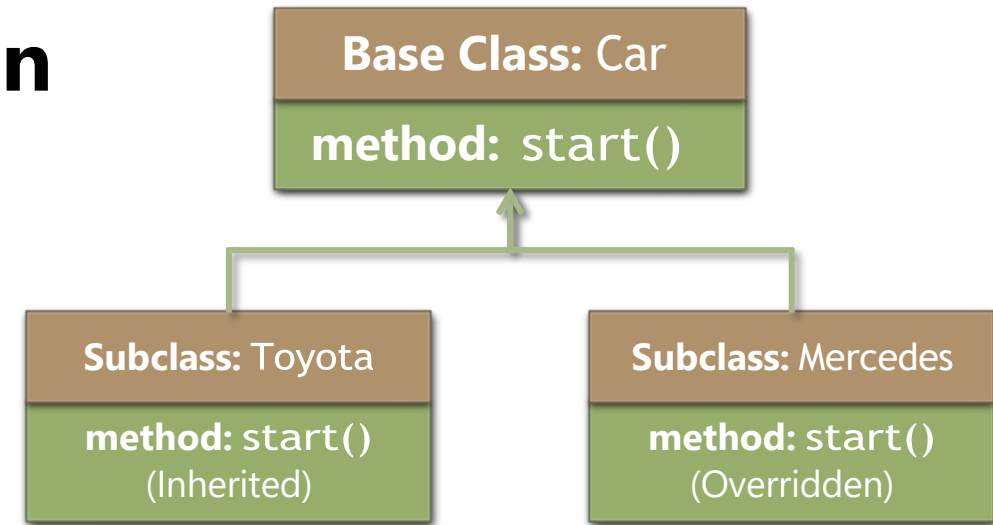 n
Base Class: Car
method: start()
Subclass: Toyota
method: start()
(Inherited)
Subclass: Mercedes
method: start()
(Overridden)